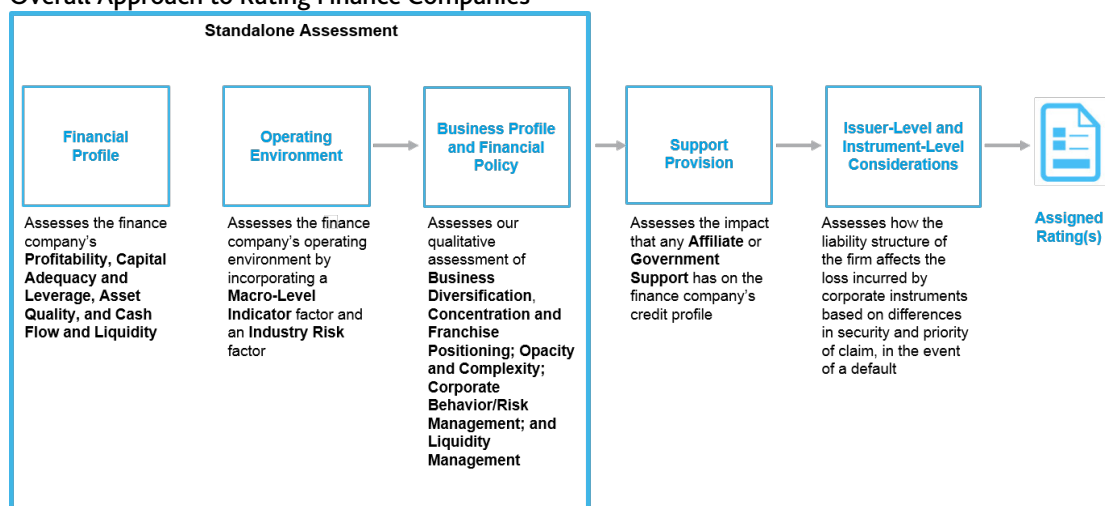 Overall Approach to Rating Finance Companies
Standalone Assessment
Financial
Profile
Assesses the finance
company's
Profitability, Capital
Adequacy and
Leverage, Asset
Quality, and Cash
Flow and Liquidity
Operating
Environment
Assesses the finance
company's operating
environment by
incorporating a
Macro-Level
Indicator factor and
an Industry Risk
factor
Business Profile
and Financial
Policy
Assesses our
qualitative
assessment of
Business
Diversification,
Concentration and
Franchise
Positioning; Opacity
and Complexity;
Corporate
Behavior/Risk
Management; and
Liquidity
Management
Support
Provision
Assesses the impact
that any Affiliate or
Government
Support has on the
finance company's
credit profile
Issuer-Level and
Instrument-Level
Considerations
Assesses how the
liability structure of
the firm affects the
loss incurred by
corporate instruments
based on differences
in security and priority
of claim, in the event
of a default
Assigned
Rating(s)